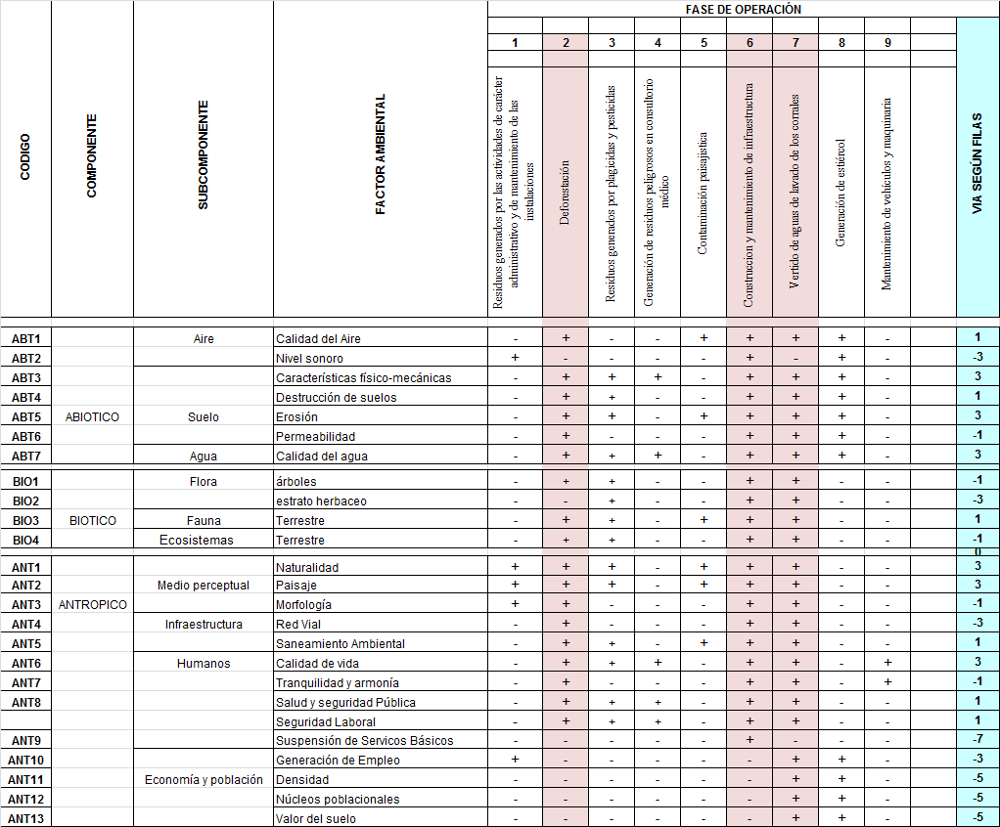 FASE DE OPERACIÓN
1 2 3 4 5 6 7 8 9
CODIGO
COMPONENTE
SUBCOMPONENTE
FACTOR AMBIENTAL
Residuos generados por las actividades de carácter
administrativo y de mantenimiento de las
instalaciones
Deforestación
Residuos generados por plagicidas y pesticidas
Generación de residuos peligrosos en consultorio
médico
Contaminación paisajistica
Construccion y mantenimiento de infraestructura
Vertido de aguas de lavado de los corrales
Generación de estiércol
Mantenimiento de vehículos y maquinaria
VIA SEGÚN FILAS
ABT1 Aire Calidad del Aire - + - - + + + + - 1
ABT2 Nivel sonoro + - - - - + - + - -3
ABT3 Características físico-mecánicas - + + + - + + + - 3
ABT4 Destrucción de suelos - + + - - + + + - 1
ABT5 ABIOTICO Suelo Erosión - + + - + + + + - 3
ABT6 Permeabilidad - + - - - + + + - -1
ABT7 Agua Calidad del agua - + + + - + + + - 3
BIO1 Flora árboles - + + - - + + - - -1
BIO2 estrato herbaceo - - + - - + + - - -3
BIO3 BIOTICO Fauna Terrestre - + + - + + + - - 1
BIO4 Ecosistemas Terrestre - + + - - + + - - -1
0
ANT1 Naturalidad + + + - + + + - - 3
ANT2 Medio perceptual Paisaje + + + - + + + - - 3
ANT3 ANTROPICO Morfología + + - - - + + - - -1
ANT4 Infraestructura Red Vial - + - - - + + - - -3
ANT5 Saneamiento Ambiental - + + - + + + - - 1
ANT6 Humanos Calidad de vida - + + + - + + - + 3
ANT7 Tranquilidad y armonía - + - - - + + - + -1
ANT8 Salud y seguridad Pública - + + + - + + - - 1
Seguridad Laboral - + + + - + + - - 1
ANT9 Suspensión de Servicos Básicos - - - - - + - - - -7
ANT10 Generación de Empleo + - - - - - + + - -3
ANT11 Economía y población Densidad - - - - - - + + - -5
ANT12 Núcleos poblacionales - - - - - - + + - -5
ANT13 Valor del suelo - - - - - - + + - -5